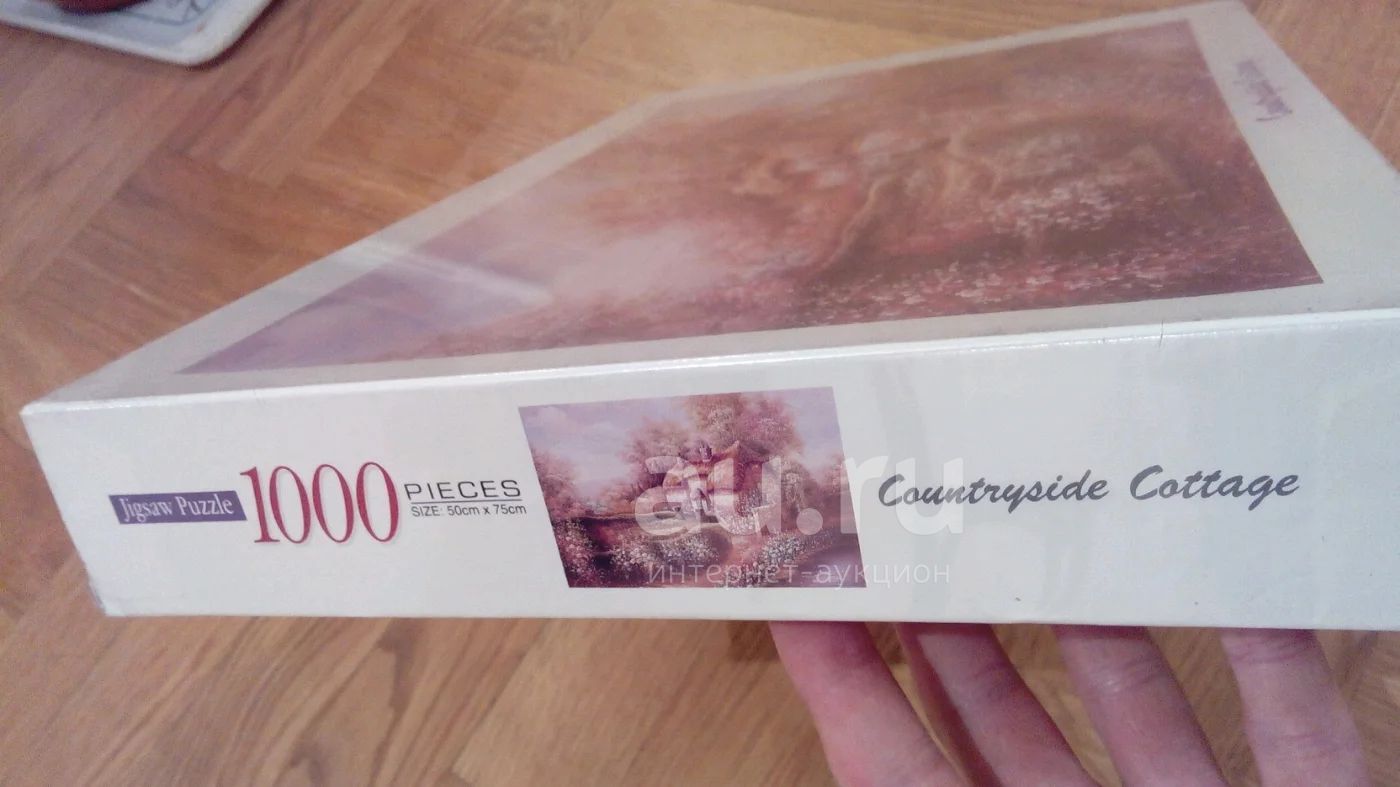 Jigsaw Puzzle
1000
PIECES
SIZE: 50cm x 75cm
Countryside Cottage
au.ru
интернет-аукцион